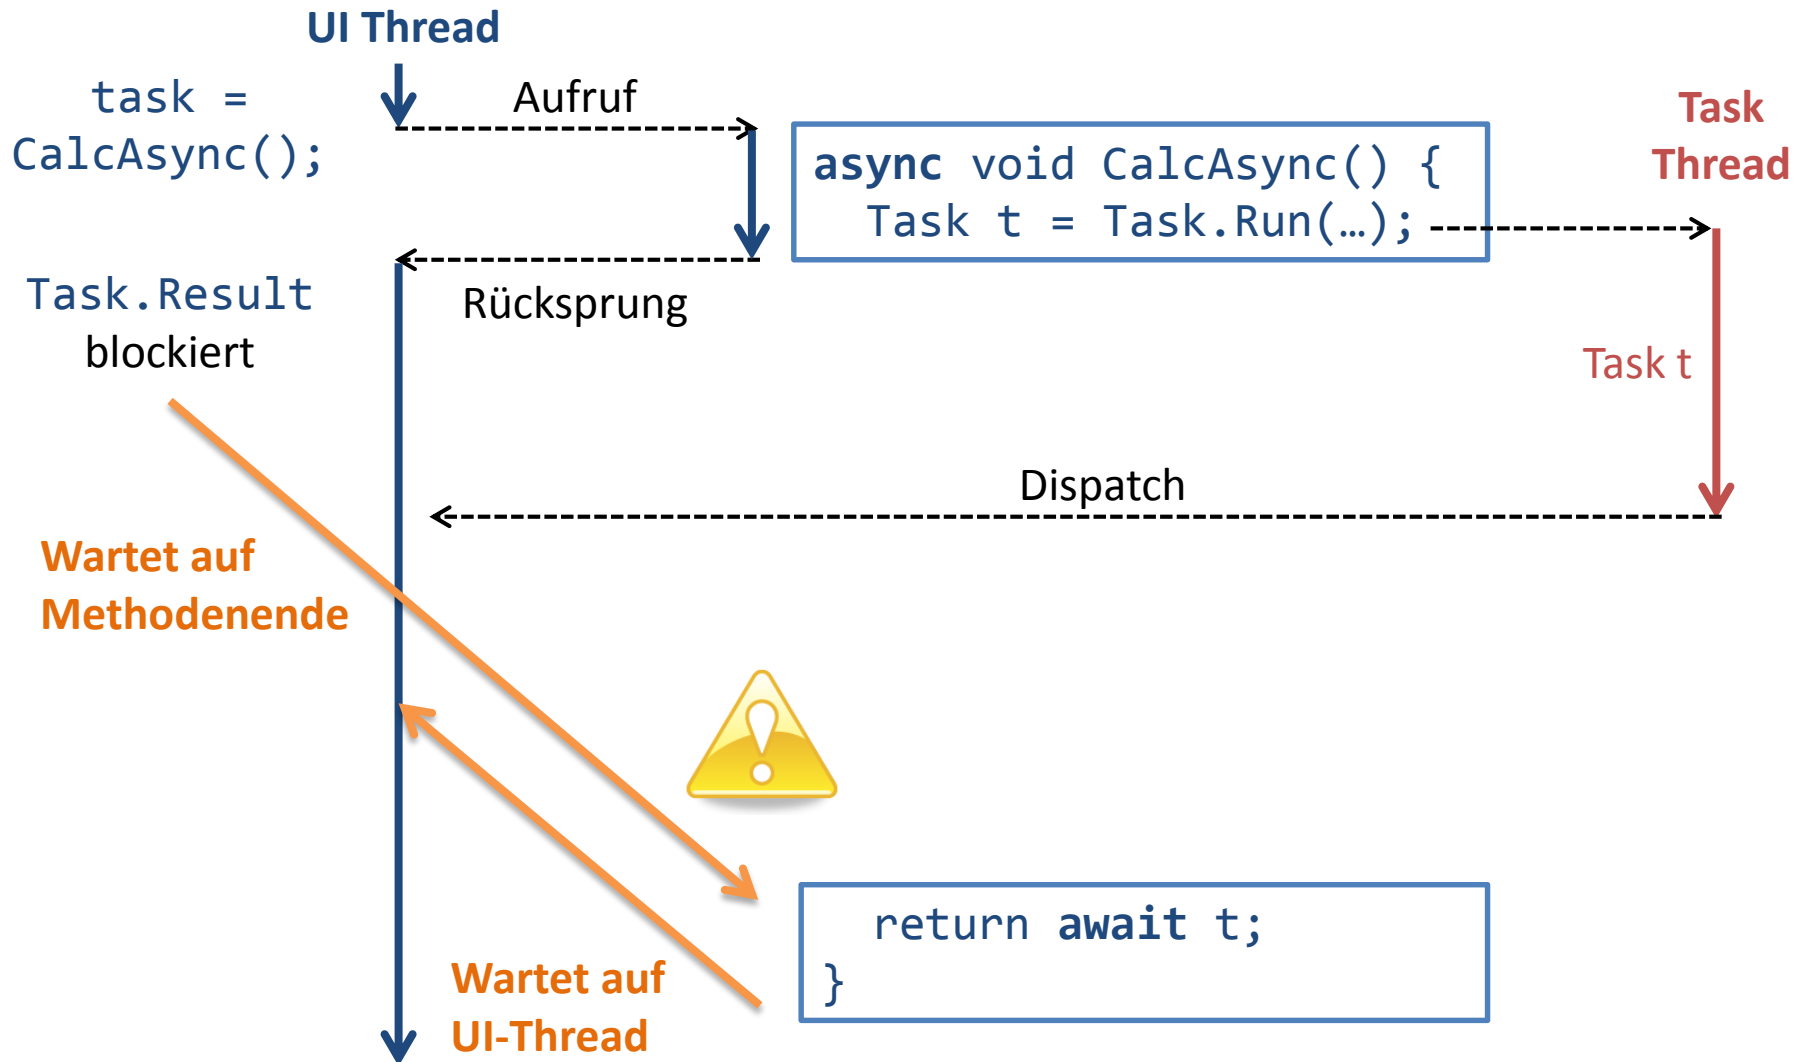 UI Thread
task =
CalcAsync();
Aufruf
async void CalcAsync() {
Task t = Task.Run(…);
Task
Thread
Task.Result
blockiert
Rücksprung
Task t
Dispatch
Wartet auf
Methodenende
return await t;
}
Wartet auf
UI-Thread